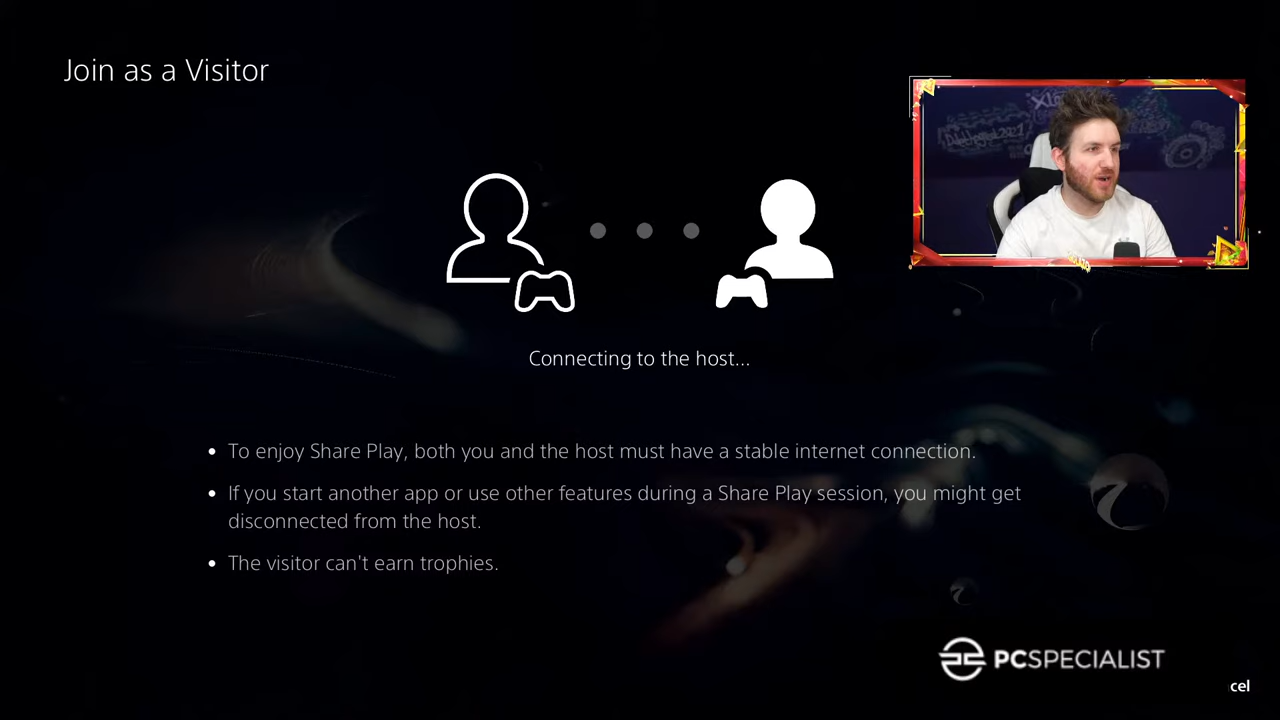 Join as a Visitor
Connecting to the host...
• To enjoy Share Play, both you and the host must have a stable internet connection.
• If you start another app or use other features during a Share Play session, you might get
disconnected from the host.
• The visitor can't earn trophies.
PCSPECIALIST
cel